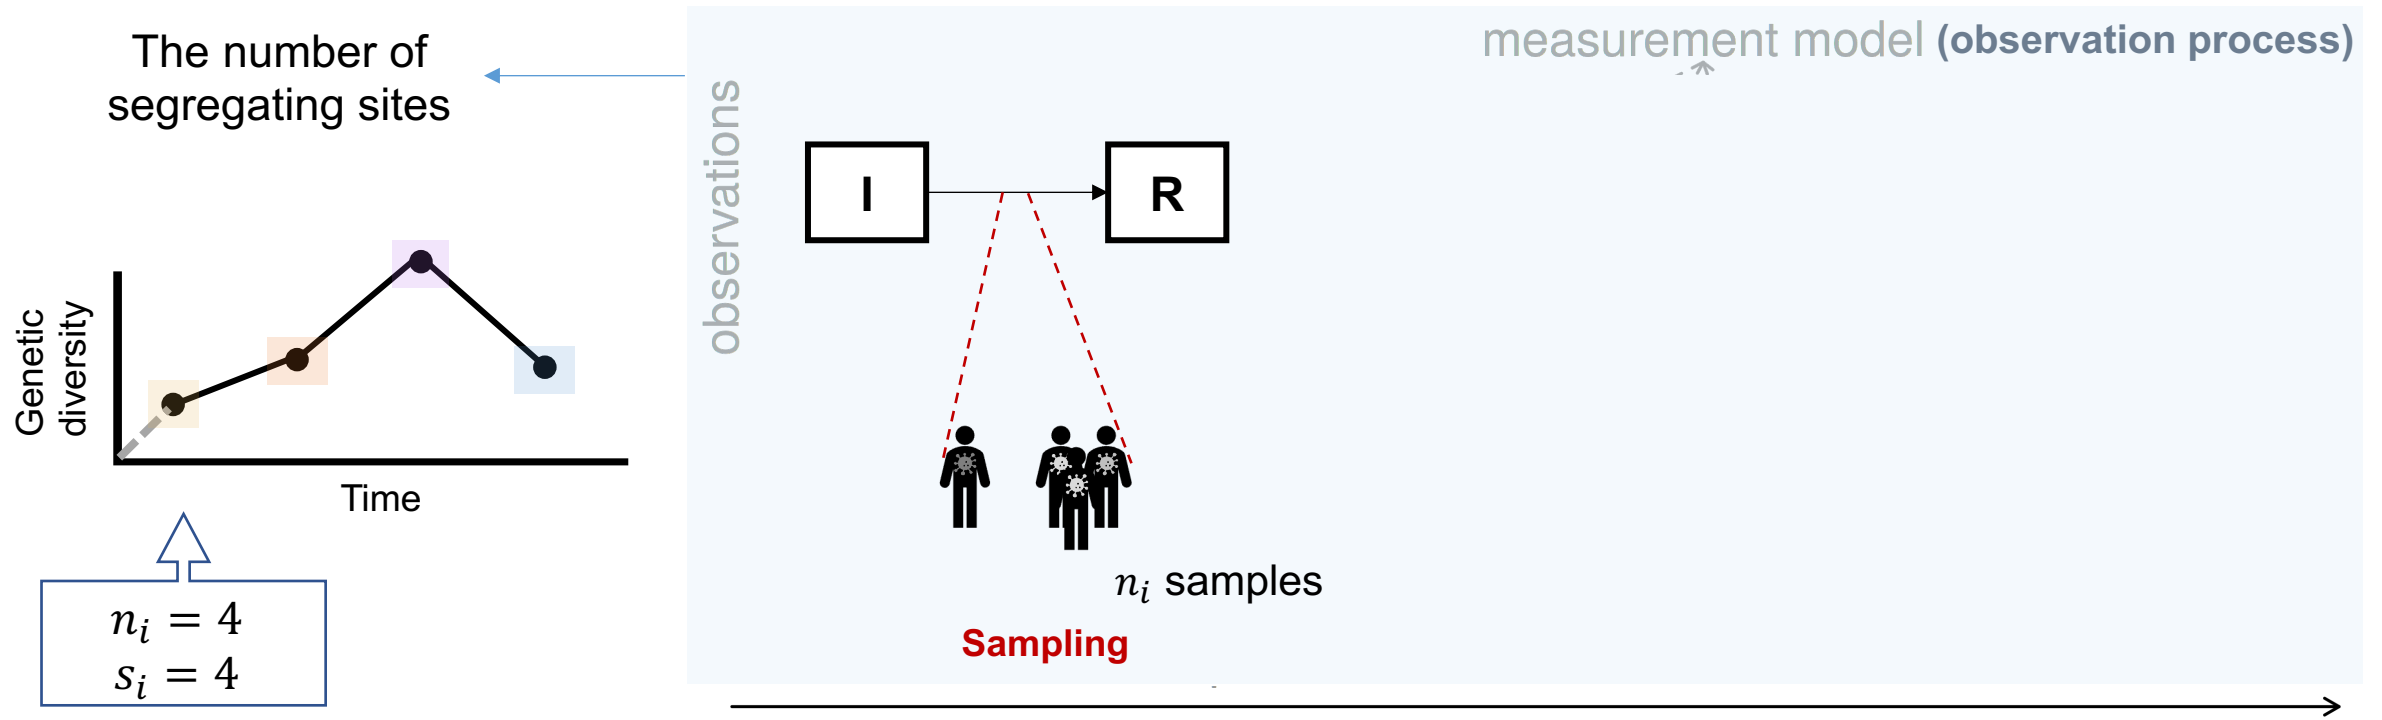 The number of
segregating sites
Genetic
diversity
Time
n_i = 4
s_i = 4
measurement model (observation process)
observations
I
R
n_i samples
Sampling